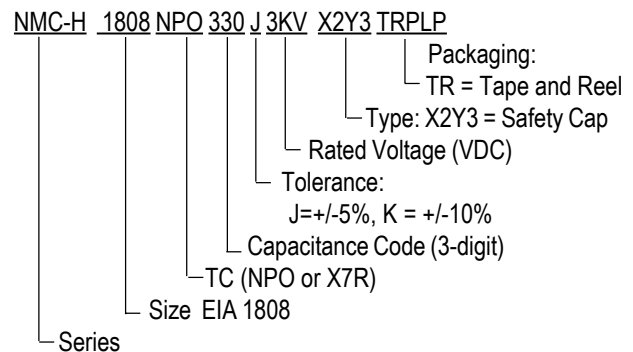 NMC-H 1808 NPO 330 J 3KV X2Y3 TRPLP
Packaging:
TR = Tape and Reel
Type: X2Y3 = Safety Cap
Rated Voltage (VDC)
Tolerance:
J=+/-5%, K = +/-10%
Capacitance Code (3-digit)
TC (NPO or X7R)
Size EIA 1808
Series